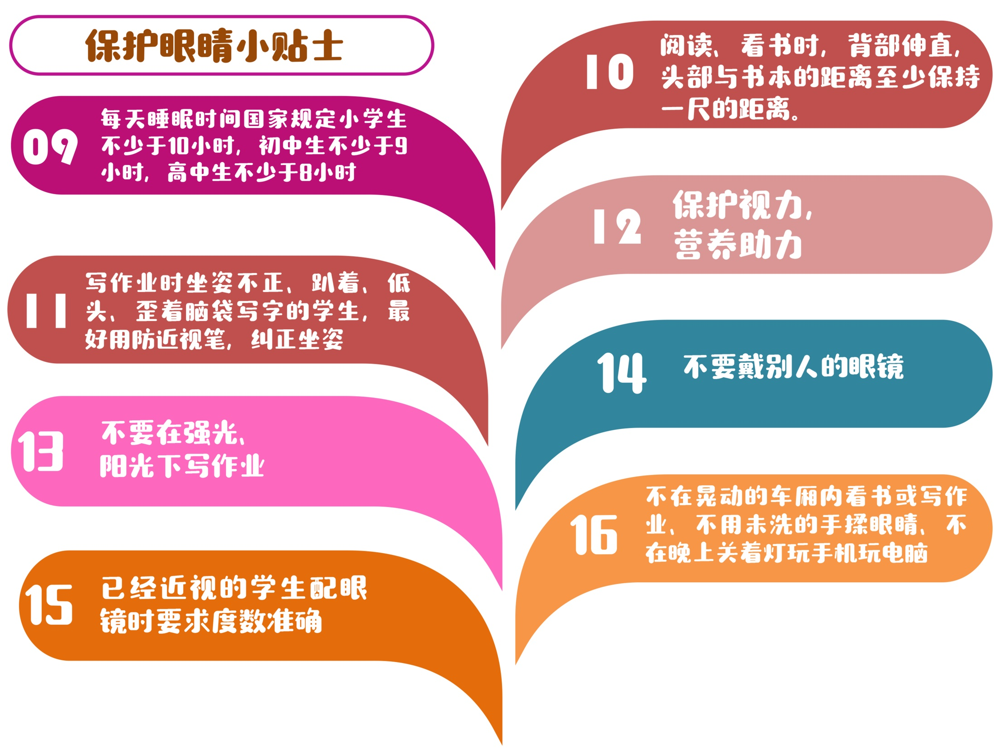 保护眼睛小贴士
09
每天睡眠时间国家规定小学生
不少于10小时，初中生不少于9
小时，高中生不少于8小时
10
阅读、看书时，背部伸直，
头部与书本的距离至少保持
一尺的距离。
11
写作业时坐姿不正、趴着、低
头、歪着脑袋写字的学生，最
好用防近视笔，纠正坐姿
12
保护视力，
营养助力
13
不要在强光、
阳光下写作业
14
不要戴别人的眼镜
15
已经近视的学生配眼
镜时要求度数准确
16
不在晃动的车厢内看书或写作
业、不用未洗的手揉眼睛、不
在晚上关着灯玩手机玩电脑